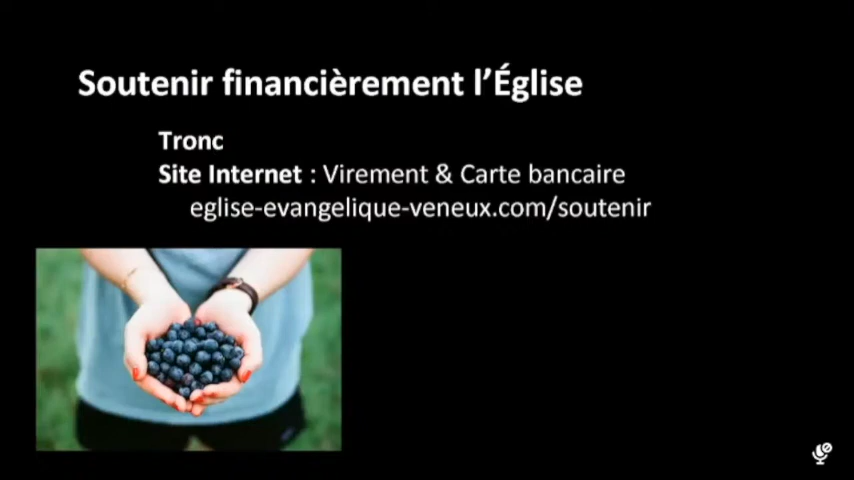 Soutenir financièrement l’Église
Tronc
Site Internet : Virement & Carte bancaire
eglise-evangelique-veneux.com/soutenir